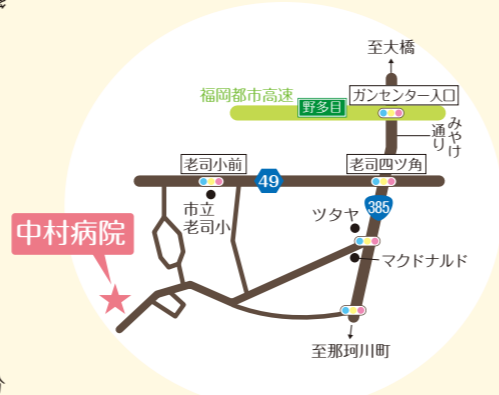 至大橋
福岡都市高速
野多目
ガンセンター入口
みやけ
通り
老司小前
49
老司四ツ角
385
市立
老司小
ツタヤ
中村病院
マクドナルド
至那珂川町